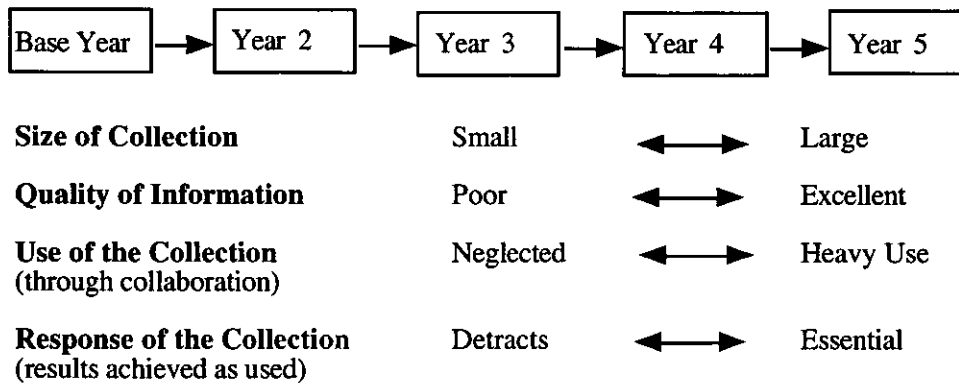 Base Year Year 2 Year 3 Year 4 Year 5
Size of Collection Small Large
Quality of Information Poor Excellent
Use of the Collection Neglected Heavy Use
(through collaboration)
Response of the Collection Detracts Essential
(results achieved as used)